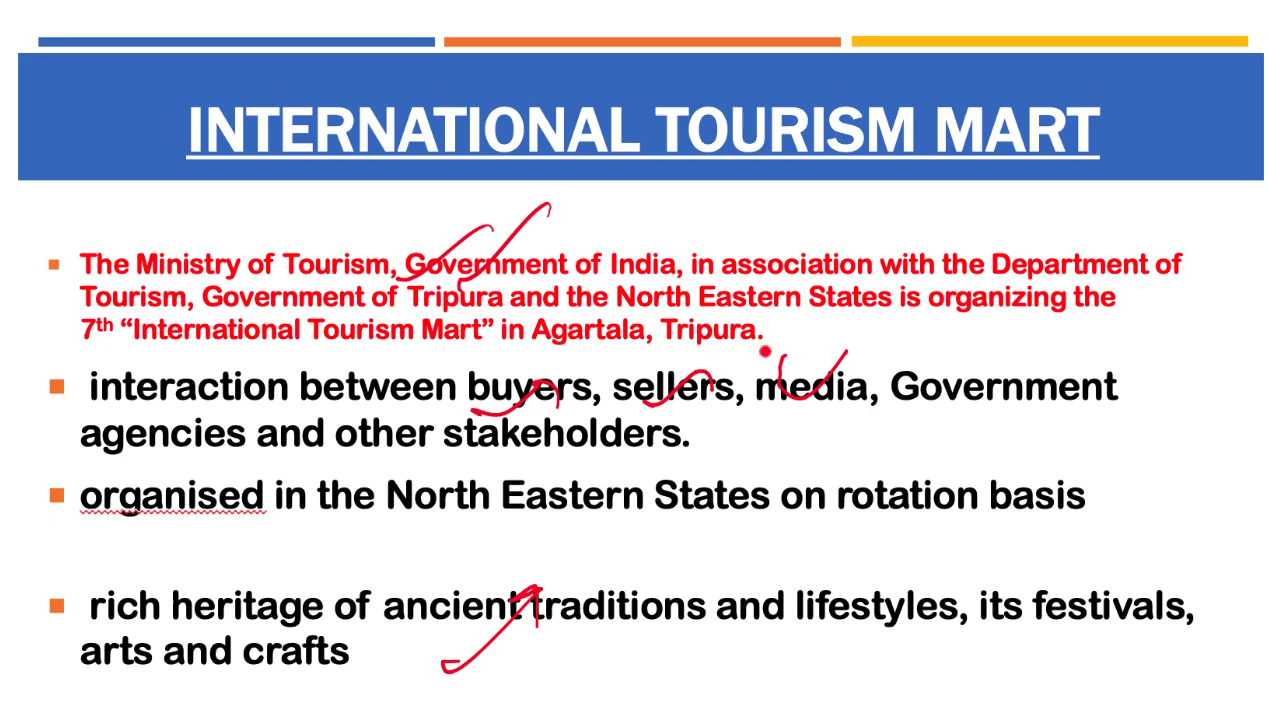 INTERNATIONAL TOURISM MART
The Ministry of Tourism, Government of India, in association with the Department of
Tourism, Government of Tripura and the North Eastern States is organizing the
7th “International Tourism Mart” in Agartala, Tripura.
interaction between buyers, sellers, media, Government
agencies and other stakeholders.
organised in the North Eastern States on rotation basis
rich heritage of ancient traditions and lifestyles, its festivals,
arts and crafts